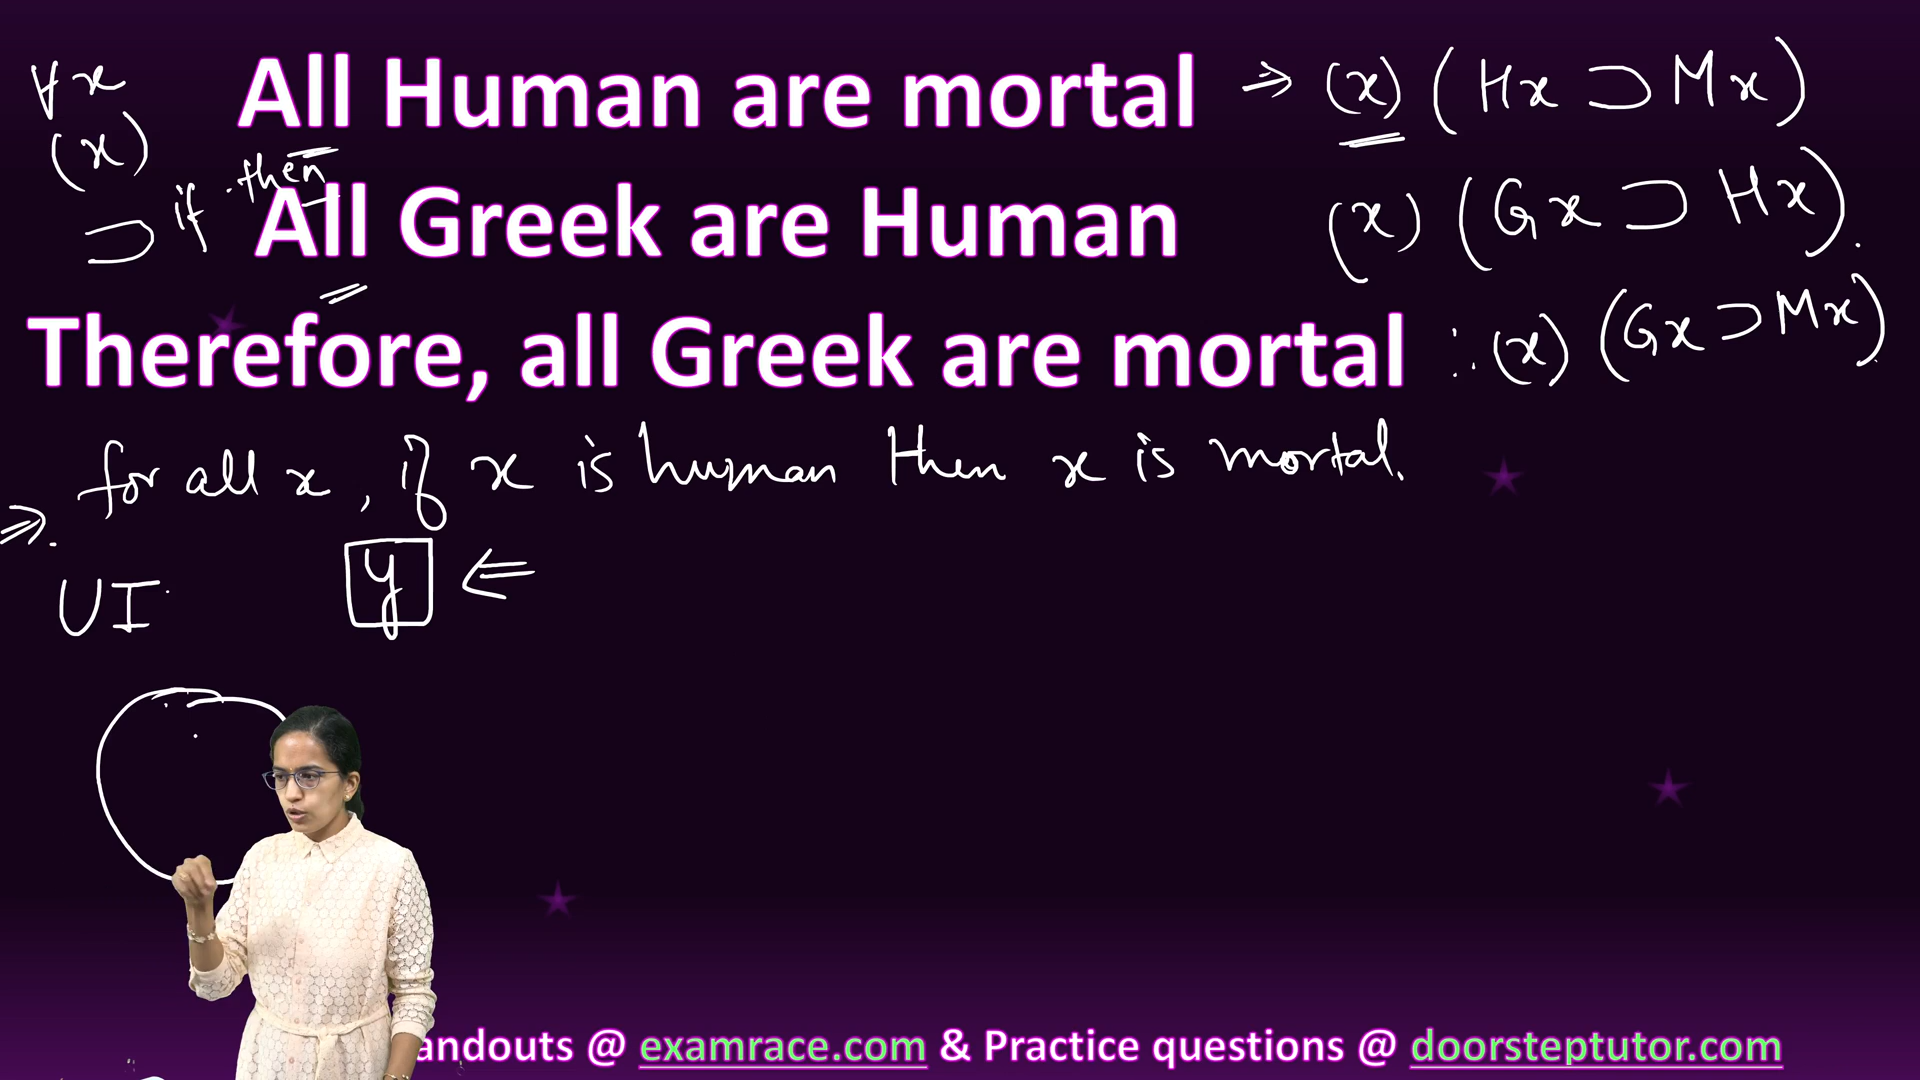 ∀x
All Human are mortal ⇒ (x) (Hx ⊃ Mx)
(x)
⊃ if then
All Greek are Human (x) (Gx ⊃ Hx).
Therefore, all Greek are mortal ∴ (x) (Gx ⊃ Mx).
for all x, if x is human then x is mortal.
⇒.
UI y ⇐
andouts @ examrace.com & Practice questions @ doorsteptutor.com